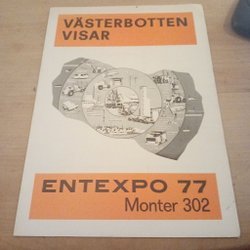 VÄSTERBOTTEN
VISAR
ENTEXPO 77
Monter 302